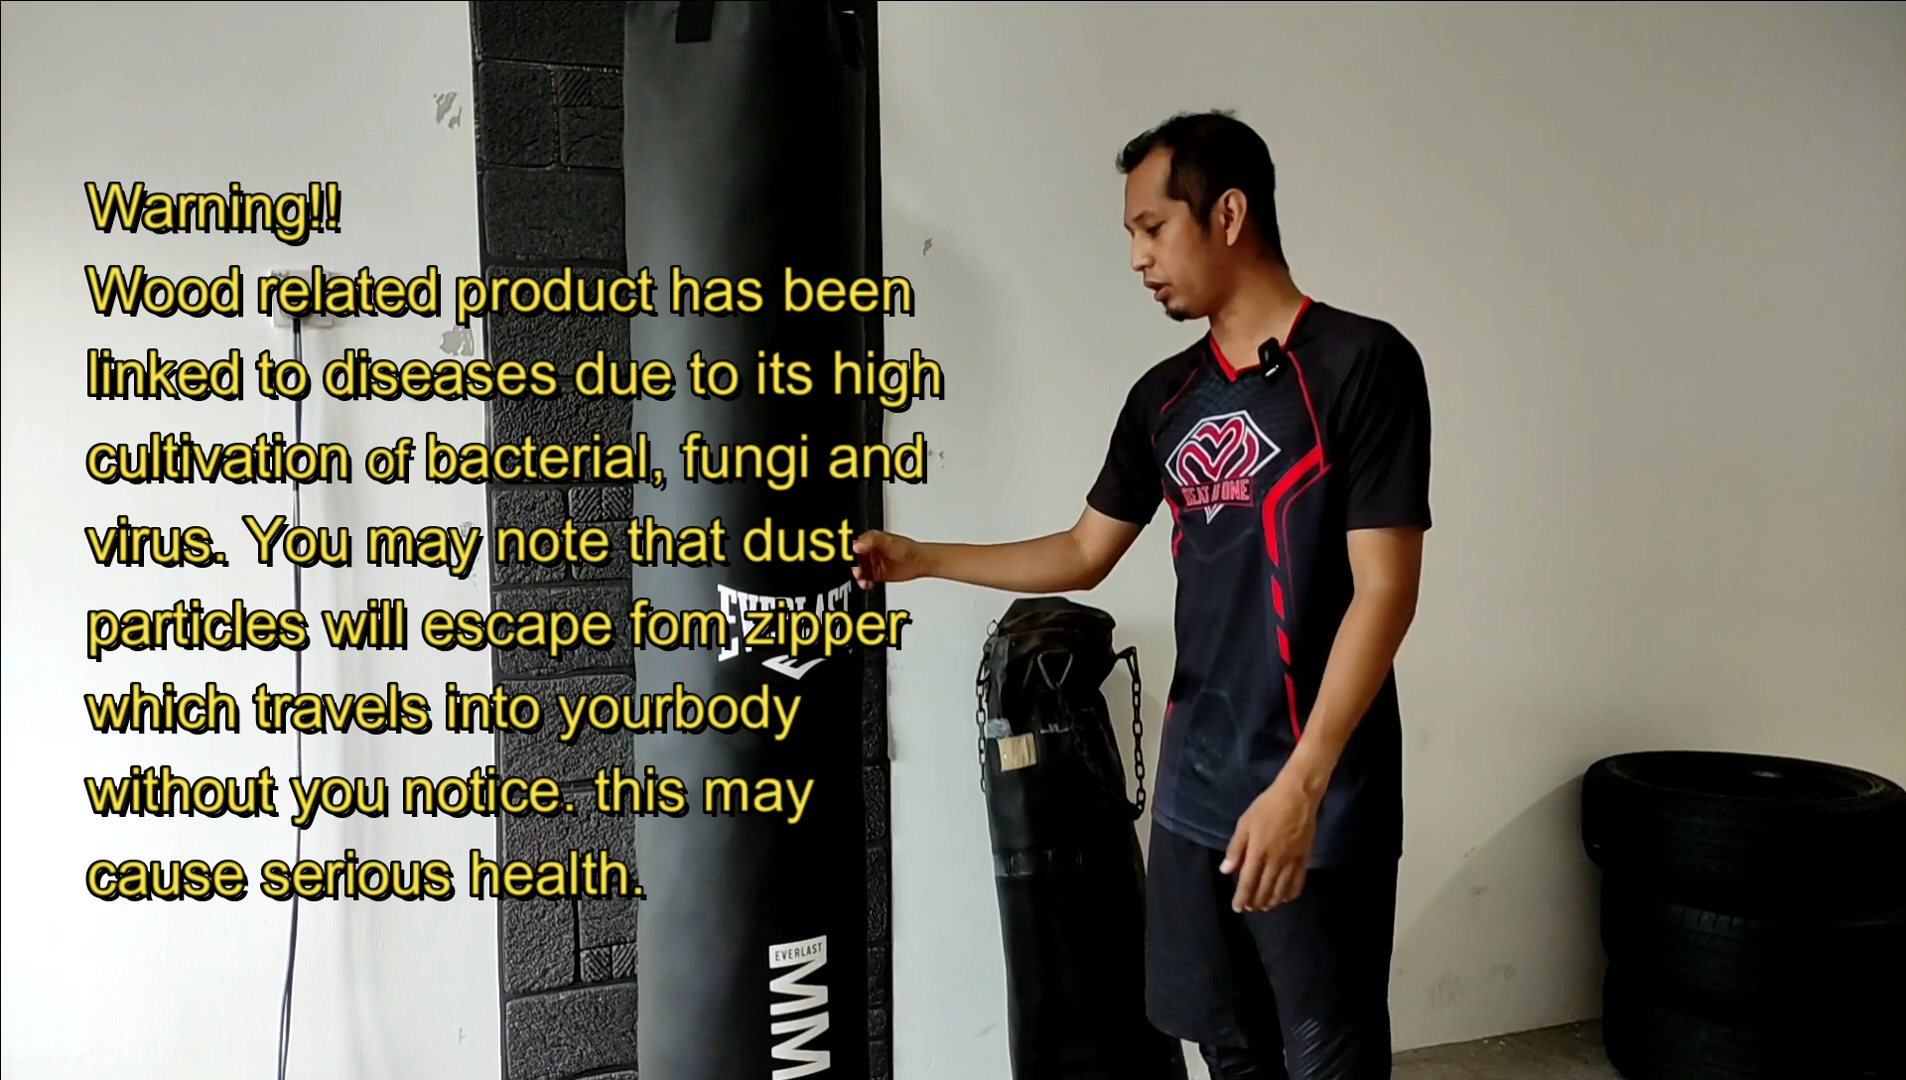 Warning!!
Wood related product has been
linked to diseases due to its high
cultivation of bacterial, fungi and
virus. You may note that dust
particles will escape fom zipper
which travels into yourbody
without you notice. this may
cause serious health.
EVERLAST
EVERLAST
MM
BEAT ONE